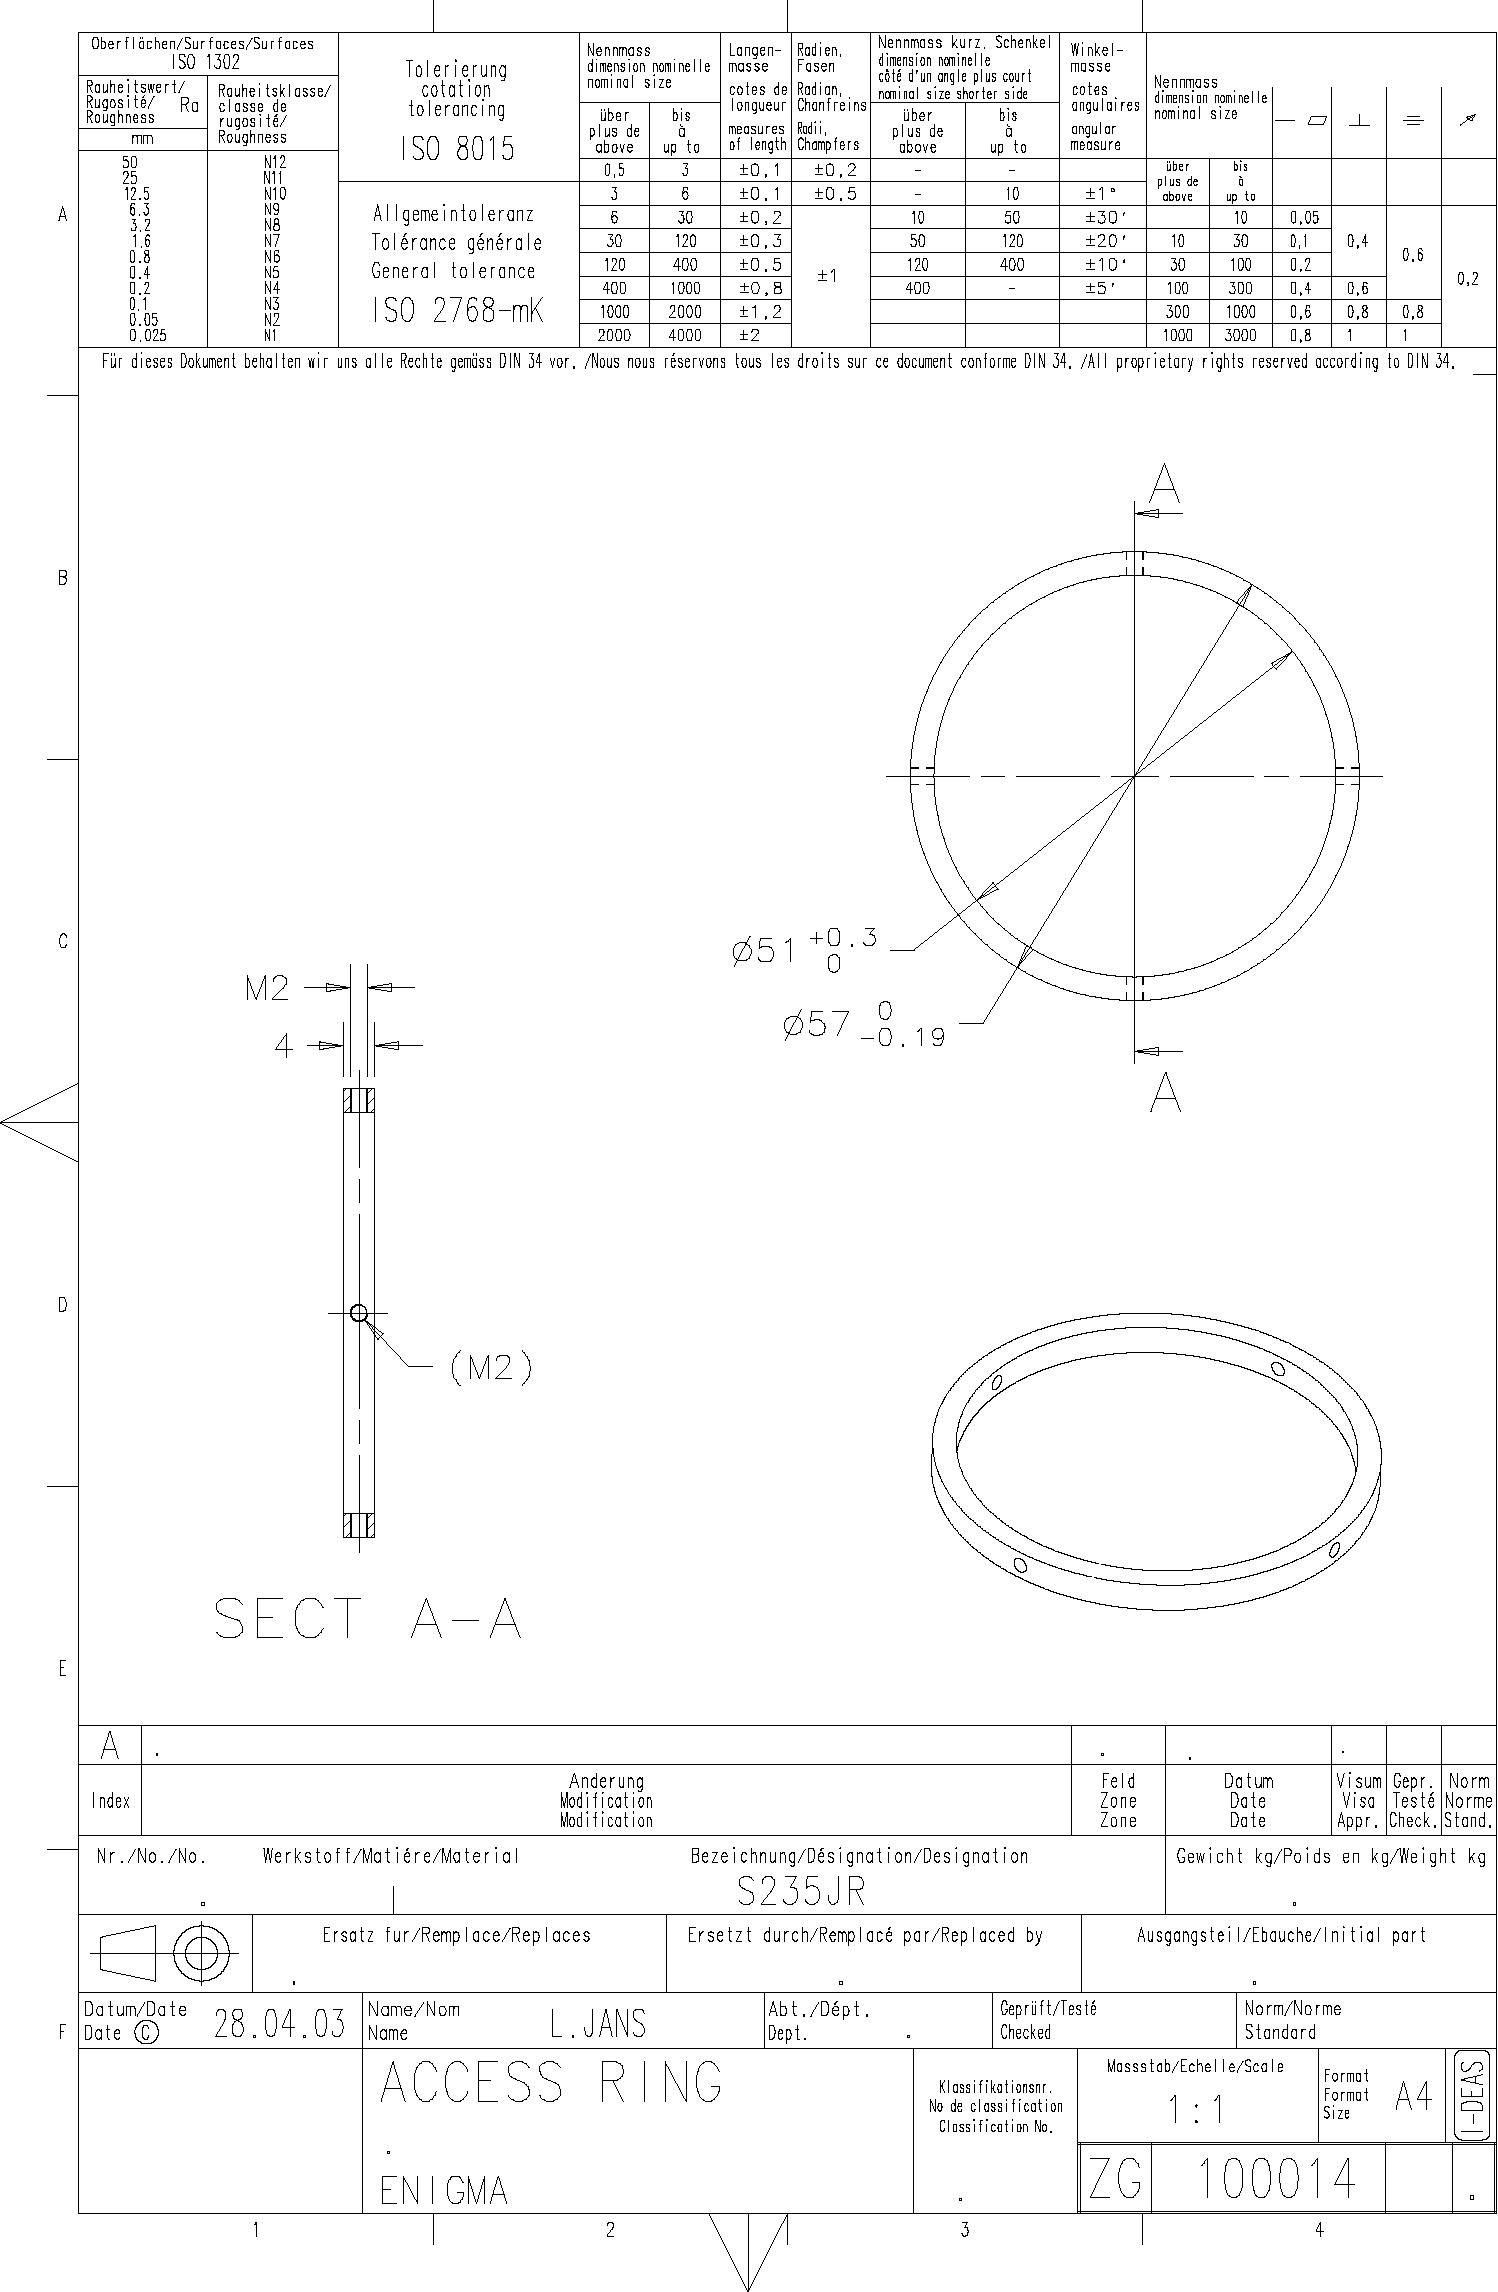 Oberflächen/Surfaces/Surfaces
ISO 1302
Rauheitswert/
Rugosité/ Ra
Roughness
mm
Rauheitsklasse/
classe de
rugosité/
Roughness
50 N12
25 N11
12.5 N10
6.3 N9
3.2 N8
1.6 N7
0.8 N6
0.4 N5
0.2 N4
0.1 N3
0.05 N2
0.025 N1
Tolerierung
cotation
tolerancing
ISO 8015
Allgemeintoleranz
Tolérance générale
General tolerance
ISO 2768-mK
Nennmass
dimension nominelle
nominal size
über
plus de
above
bis
à
up to
Langen-
masse
cotes de
longueur
measures
of length
Radien,
Fasen
Radian,
Chanfreins
Radii,
Champfers
Nennmass kurz. Schenkel
dimension nominelle
côté d'un angle plus court
nominal size shorter side
über
plus de
above
bis
à
up to
Winkel-
masse
cotes
angulaires
angular
measure
Nennmass
dimension nominelle
nominal size
über
plus de
above
bis
à
up to
0,5 3 ±0,1 ±0,2 - -
3 6 ±0,1 ±0,5 - 10 ±1°
6 30 ±0,2 10 50 ±30' 10 0,05
30 120 ±0,3 50 120 ±20' 10 30 0,1 0,4
120 400 ±0,5 ±1 120 400 ±10' 30 100 0,2 0,6
400 1000 ±0,8 400 - ±5' 100 300 0,4 0,6 0,2
1000 2000 ±1,2 300 1000 0,6 0,8 0,8
2000 4000 ±2 1000 3000 0,8 1 1
Für dieses Dokument behalten wir uns alle Rechte gemäss DIN 34 vor. /Nous nous réservons tous les droits sur ce document conforme DIN 34. /All proprietary rights reserved according to DIN 34.
A
B
C
D
E
F
A
Ø51 +0.3
0
Ø57 0
-0.19
A
M2
4
(M2)
SECT A-A
A . . . .
Index
Anderung
Modification
Modification
Feld
Zone
Zone
Datum
Date
Date
Visum
Visa
Appr.
Gepr.
Testé
Check.
Norm
Norme
Stand.
Nr./No./No.
Werkstoff/Matiére/Material
Bezeichnung/Désignation/Designation
S235JR
Gewicht kg/Poids en kg/Weight kg
Ersatz fur/Remplace/Replaces
Ersetzt durch/Remplacé par/Replaced by
Ausgangsteil/Ebauche/Initial part
Datum/Date
Date © 28.04.03
Name/Nom
Name L.JANS
Abt./Dépt.
Dept.
Geprüft/Testé
Checked
Norm/Norme
Standard
ACCESS RING
ENIGMA
Klassifikationsnr.
No de classification
Classification No.
Massstab/Echelle/Scale
1:1
Format
Format
Size
A4
I-DEAS
ZG 100014
1 2 3 4